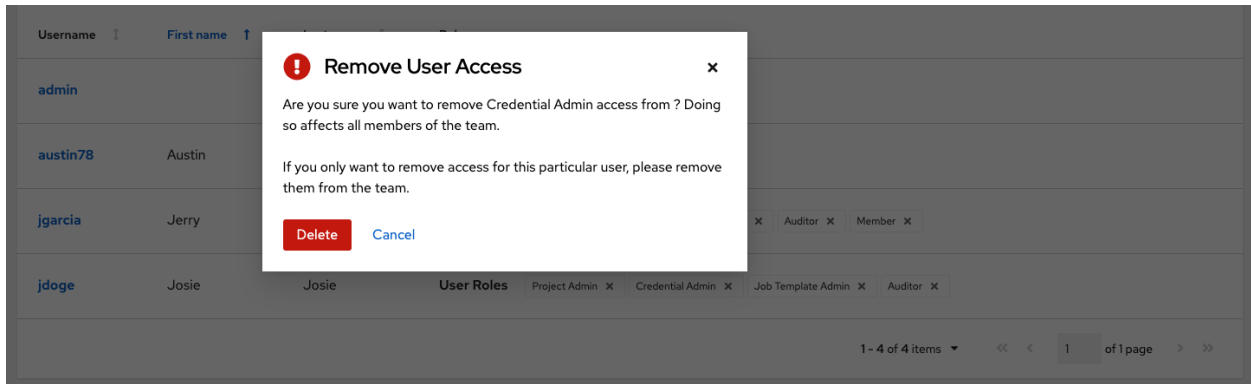 Username First name
Remove User Access
Are you sure you want to remove Credential Admin access from ? Doing
so affects all members of the team.
If you only want to remove access for this particular user, please remove
them from the team.
Delete Cancel
admin
austin78 Austin
jgarcia Jerry Auditor Member
jdoge Josie Josie User Roles Project Admin Credential Admin Job Template Admin Auditor
1 - 4 of 4 items 1 of 1 page